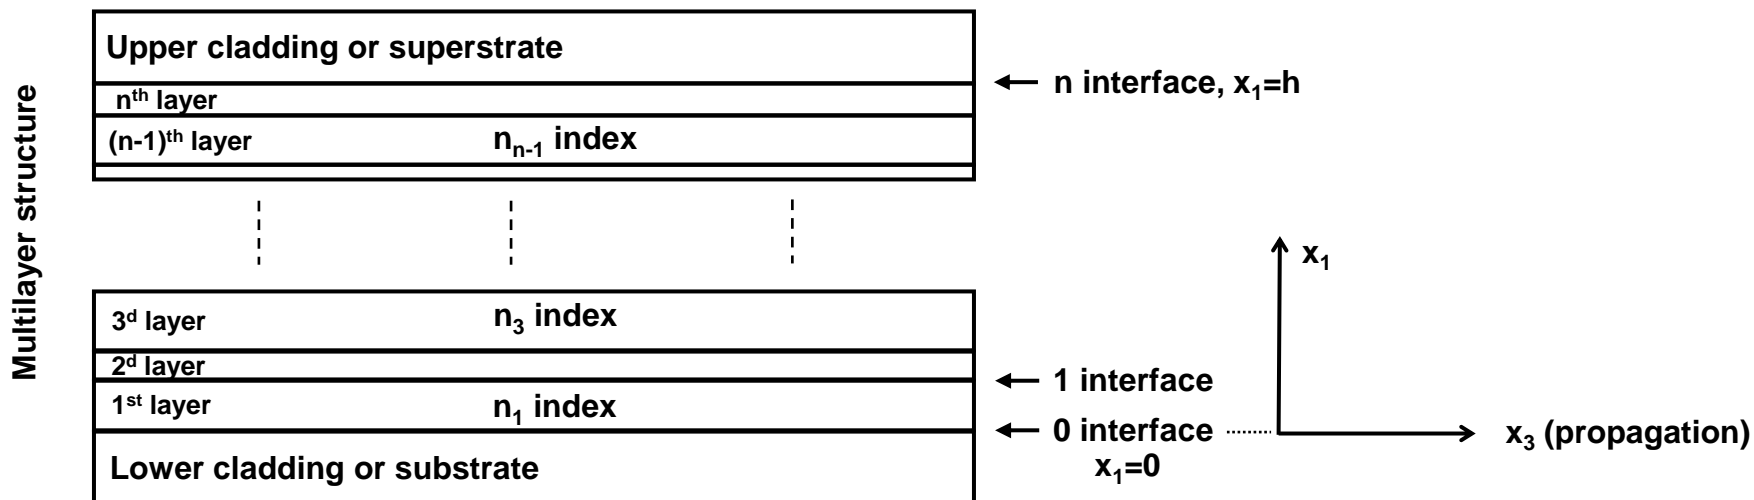 Multilayer structure
Upper cladding or superstrate
nth layer
(n-1)th layer
nn-1 index
n interface, x1=h
3d layer
n3 index
2d layer
1st layer
n1 index
Lower cladding or substrate
1 interface
0 interface
x1=0
x1
x3 (propagation)